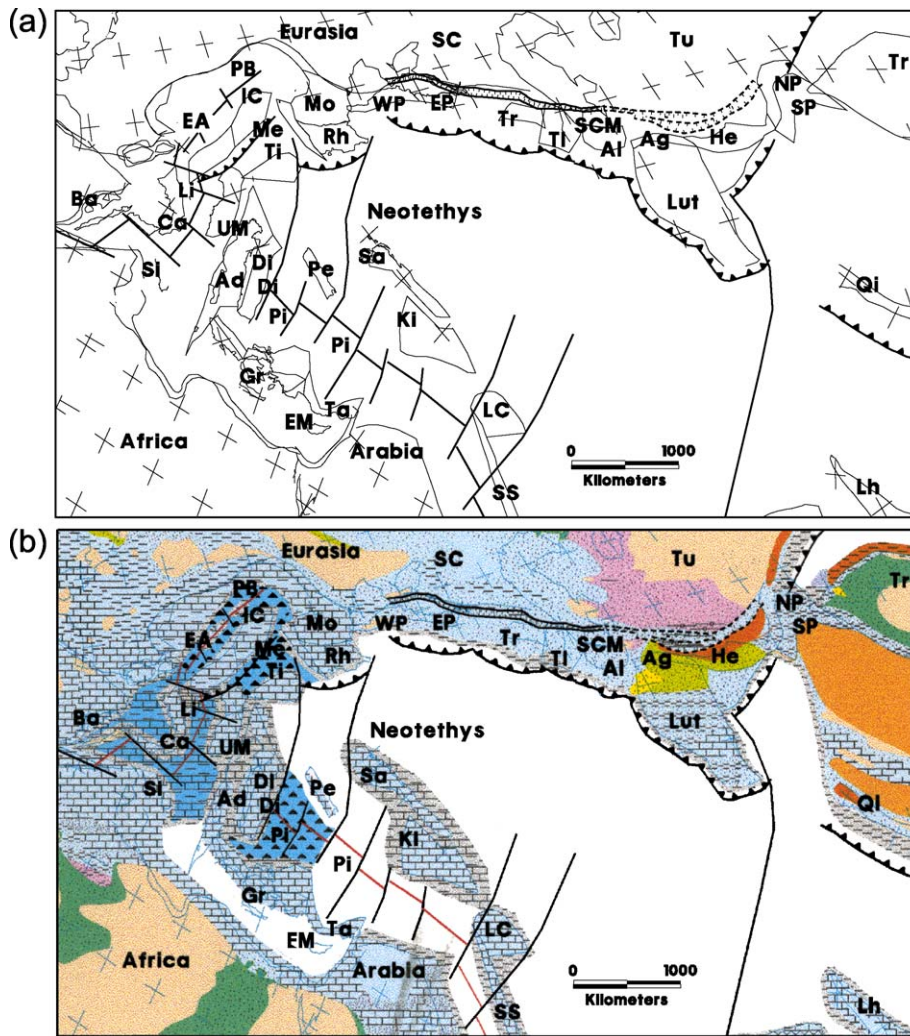 (a)
Eurasia SC Tu Tr
PB NP
IC Mo WP EP SP
EA Me Rh Tr Tl SCM Ag He
Ti Al
Ba Li Lut
Ca UM Neotethys
SI Ad Di Pe Sa Qi
Di
Pi Pi Ki
Gr
EM Ta LC
Africa Arabia 0 1000
Kilometers
SS Lh
(b)
Eurasia SC Tu
PB NP Tr
EA IC Mo WP EP SP
Me Rh Tr SCM Ag He
Ti Tl Al
Ba Li Lut
Ca UM Neotethys
SI Ad DI Pe Sa QI
Di
PI Pi KI
Gr
EM Ta LC
Africa Arabia 0 1000
Kilometers
SS Lh